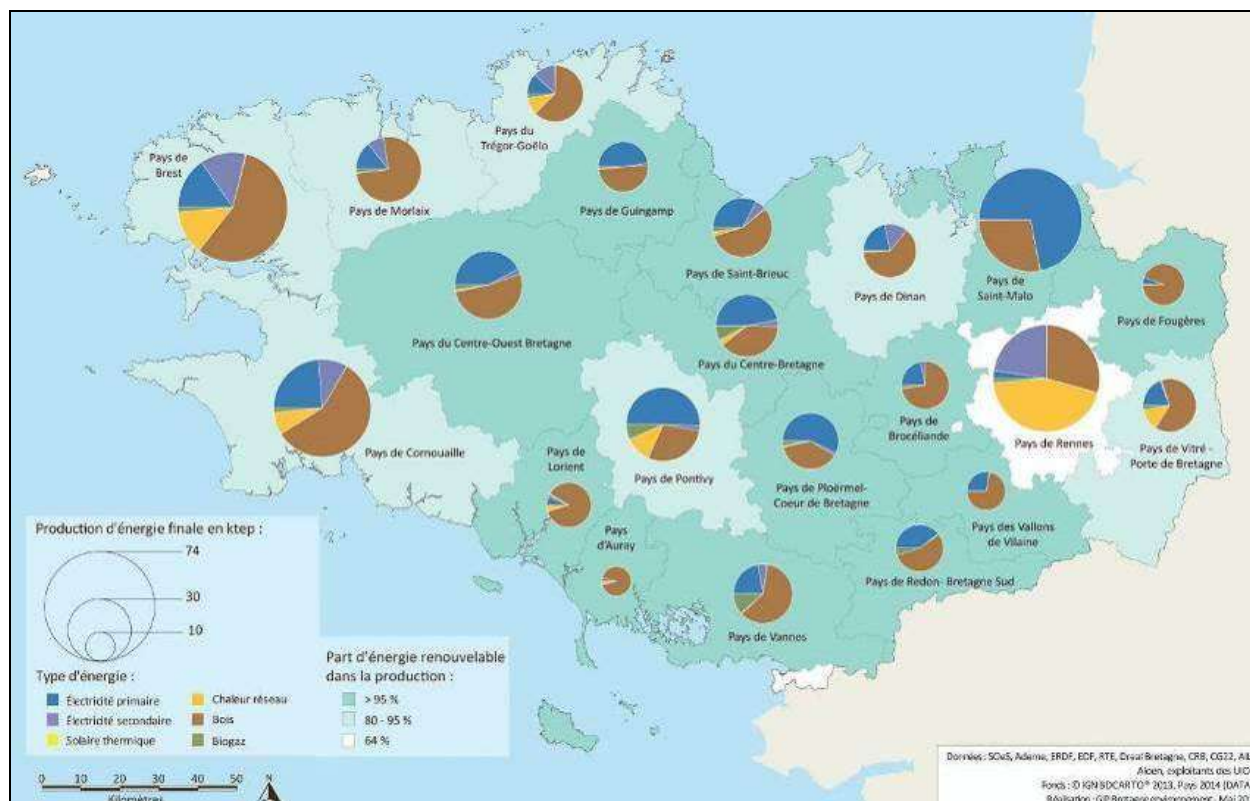 Pays du
Trégor-Goëlo
Pays de
Brest
Pays de Morlaix
Pays de Guingamp
Pays de Saint-Brieuc
Pays de Dinan
Pays de
Saint-Malo
Pays de Fougères
Pays du Centre-Ouest Bretagne
Pays du Centre-Bretagne
Pays de
Brocéliande
Pays de Rennes
Pays de Vitré -
Porte de Bretagne
Pays de Cornouaille
Pays de
Lorient
Pays de Pontivy
Pays de Ploërmel-
Coeur de Bretagne
Pays des Vallons
de Vilaine
Pays
d'Auray
Pays de Redon- Bretagne Sud
Pays de Vannes
Production d'énergie finale en ktep :
74
30
10
Type d'énergie :
Électricité primaire
Électricité secondaire
Solaire thermique
Chaleur réseau
Bois
Biogaz
Part d'énergie renouvelable
dans la production :
> 95 %
80 - 95 %
64 %
0 10 20 30 40 50
Kilomètres
N
Données : SOeS, Ademe, ERDF, EDF, RTE, Dreal Bretagne, CRB, CG22,
Aloen, exploitants des
Fonds : © IGN BDCARTO® 2013, Pays 2014
Réalisation : GIP Bretagne environnement - Mai